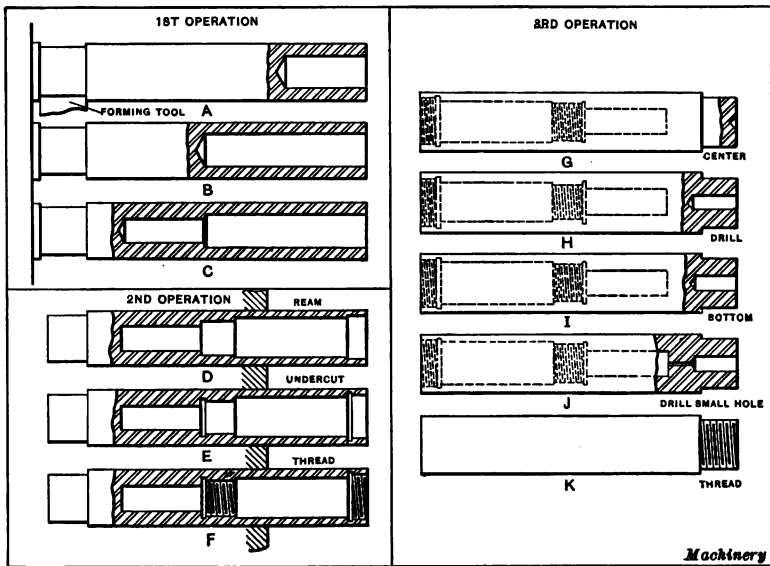 1ST OPERATION
FORMING TOOL
A
B
C
2ND OPERATION
REAM
D
UNDERCUT
E
THREAD
F
3RD OPERATION
G
CENTER
H
DRILL
I
BOTTOM
J
DRILL SMALL HOLE
K
THREAD
Machinery